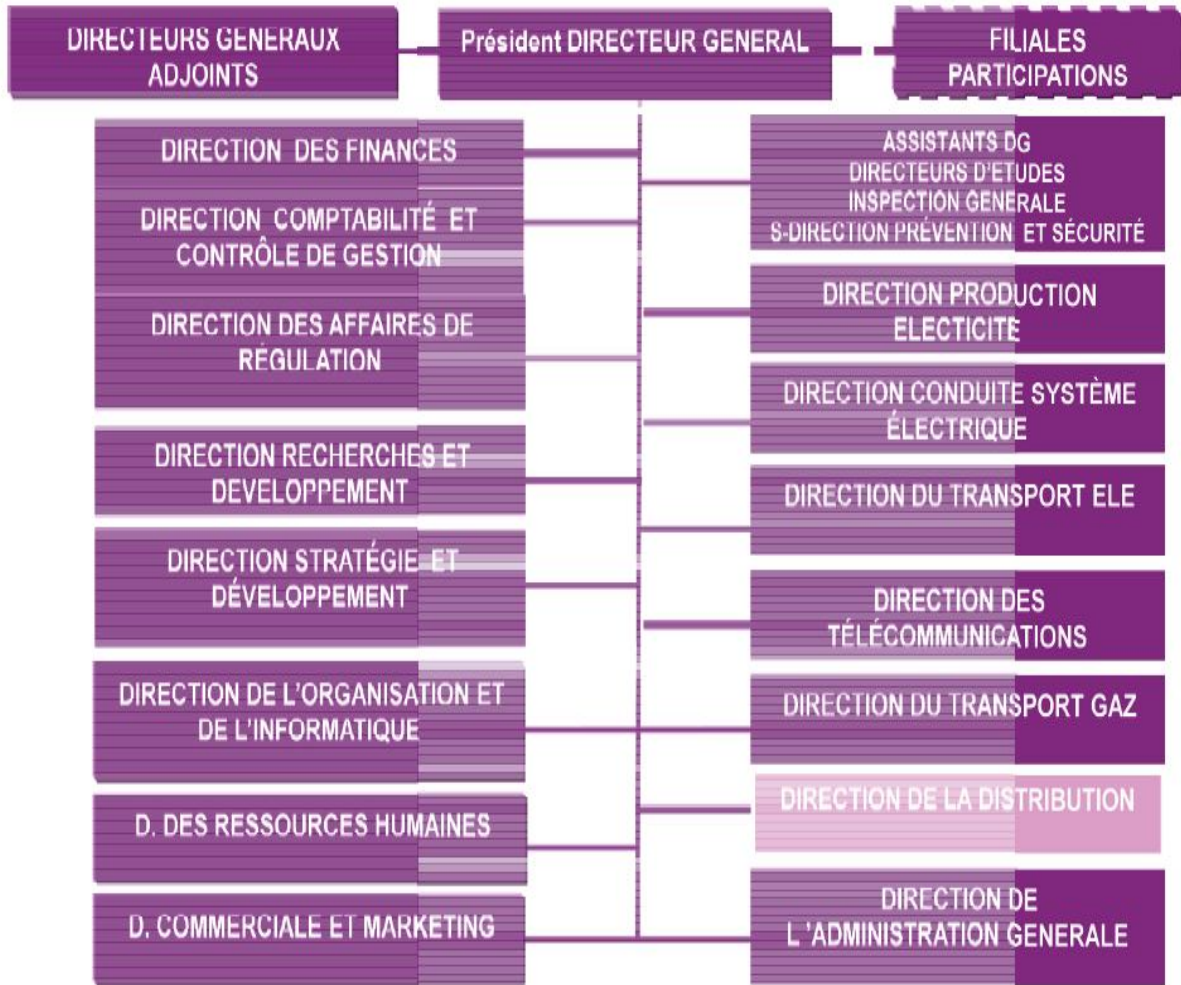 DIRECTEURS GENERAUX
ADJOINTS
Président DIRECTEUR GENERAL
FILIALES
PARTICIPATIONS
DIRECTION DES FINANCES
DIRECTION COMPTABILITÉ ET
CONTRÔLE DE GESTION
DIRECTION DES AFFAIRES DE
RÉGULATION
DIRECTION RECHERCHES ET
DEVELOPPEMENT
DIRECTION STRATÉGIE ET
DÉVELOPPEMENT
DIRECTION DE L'ORGANISATION ET
DE L'INFORMATIQUE
D. DES RESSOURCES HUMAINES
D. COMMERCIALE ET MARKETING
ASSISTANTS DG
DIRECTEURS D'ETUDES
INSPECTION GENERALE
S-DIRECTION PRÉVENTION ET SÉCURITÉ
DIRECTION PRODUCTION
ELECTICITE
DIRECTION CONDUITE SYSTÈME
ÉLECTRIQUE
DIRECTION DU TRANSPORT ELE
DIRECTION DES
TÉLÉCOMMUNICATIONS
DIRECTION DU TRANSPORT GAZ
DIRECTION DE LA DISTRIBUTION
DIRECTION DE
L 'ADMINISTRATION GENERALE